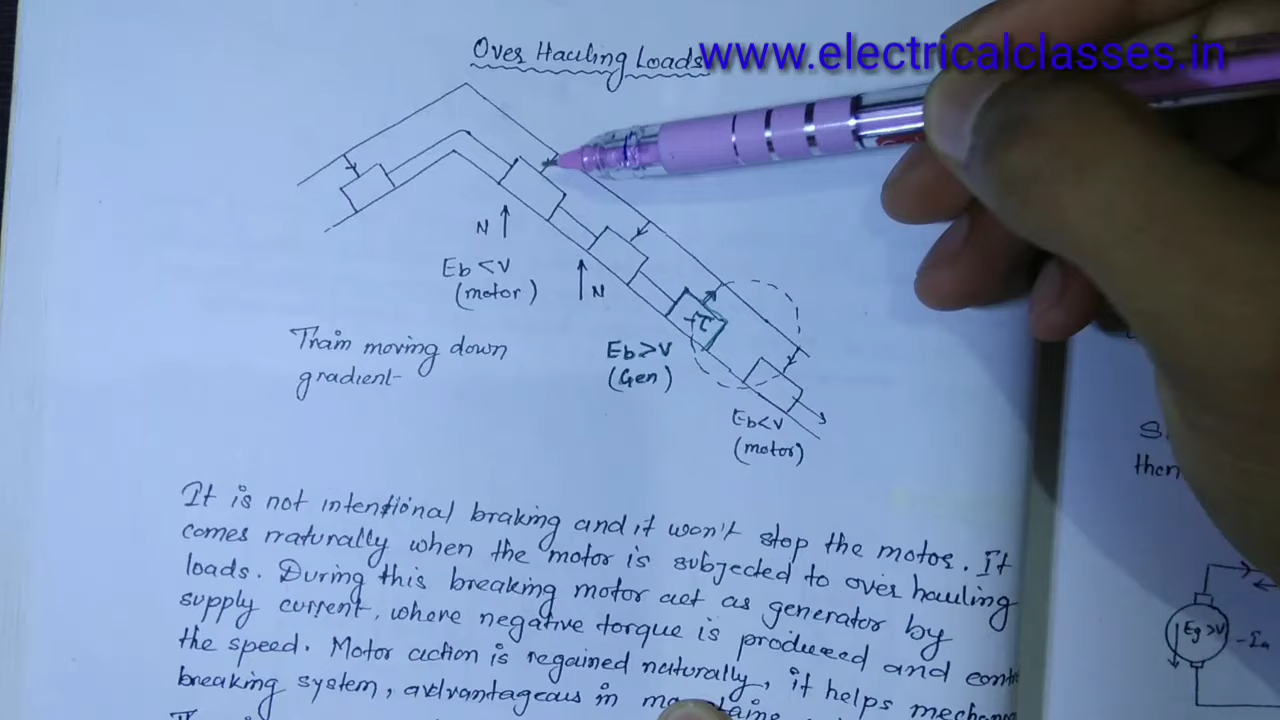 Over Hauling Loads
www.electricalclasses.in
N
Eb<V
(motor)
N
-τ
Train moving down
gradient-
Eb>V
(Gen)
Eb<V
(motor)
It is not intentional braking and it won't stop the motor. It
comes naturally when the motor is subjected to over hauling
loads. During this breaking motor act as generator by
supply current, where negative torque is produced and cont
the speed. Motor action is regained naturally, it helps mechan
breaking system, advantageous in
then
Eg>V
-Ia